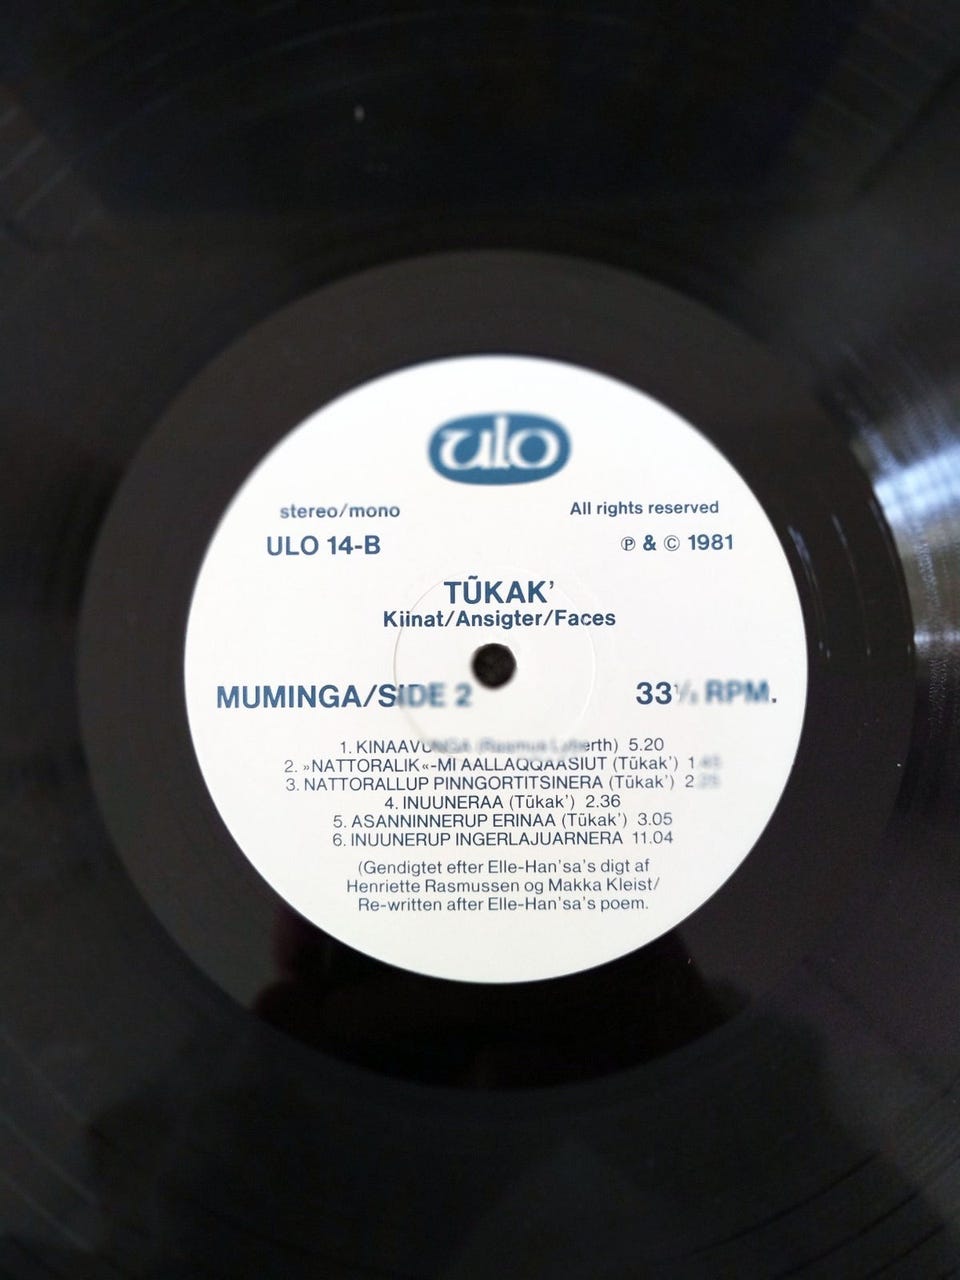 ulo
stereo/mono
All rights reserved
ULO 14-B
℗ & © 1981
TŨKAK’
Kiinat/Ansigter/Faces
MUMINGA/SIDE 2
33⅓ RPM.
1. KINAAVUNGA (Rasmus Lyberth) 5.20
2. »NATTORALIK«-MI AALLAQQAASIUT (Tũkak’)
3. NATTORALLUP PINNGORTITSINERA (Tũkak’)
4. INUUNERAA (Tũkak’) 2.36
5. ASANNINNERUP ERINAA (Tũkak’) 3.05
6. INUUNERUP INGERLAJUARNERA 11.04
(Gendigtet efter Elle-Han’sa’s digt af
Henriette Rasmussen og Makka Kleist/
Re-written after Elle-Han’sa’s poem.